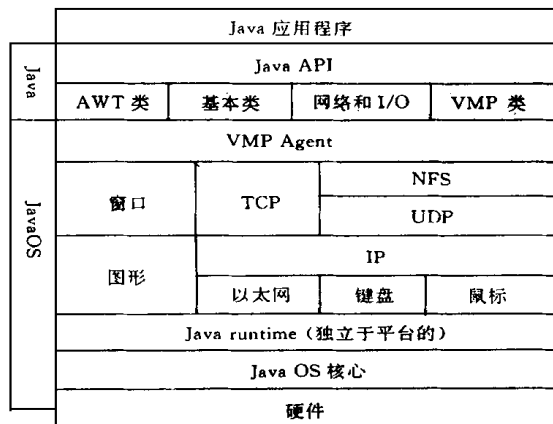 Java 应用程序
Java
Java API
AWT 类 基本类 网络和 I/O VMP 类
JavaOS
VMP Agent
窗口 TCP NFS
UDP
图形 IP
以太网 键盘 鼠标
Java runtime（独立于平台的）
Java OS 核心
硬件